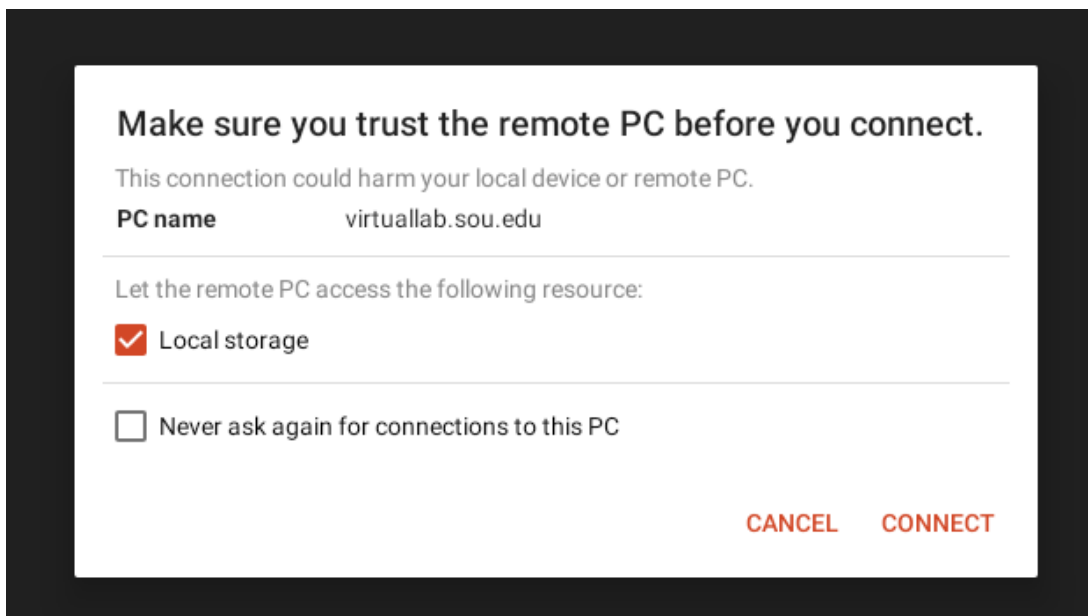 Make sure you trust the remote PC before you connect.
This connection could harm your local device or remote PC.
PC name virtuallab.sou.edu
Let the remote PC access the following resource:
Local storage
Never ask again for connections to this PC
CANCEL CONNECT